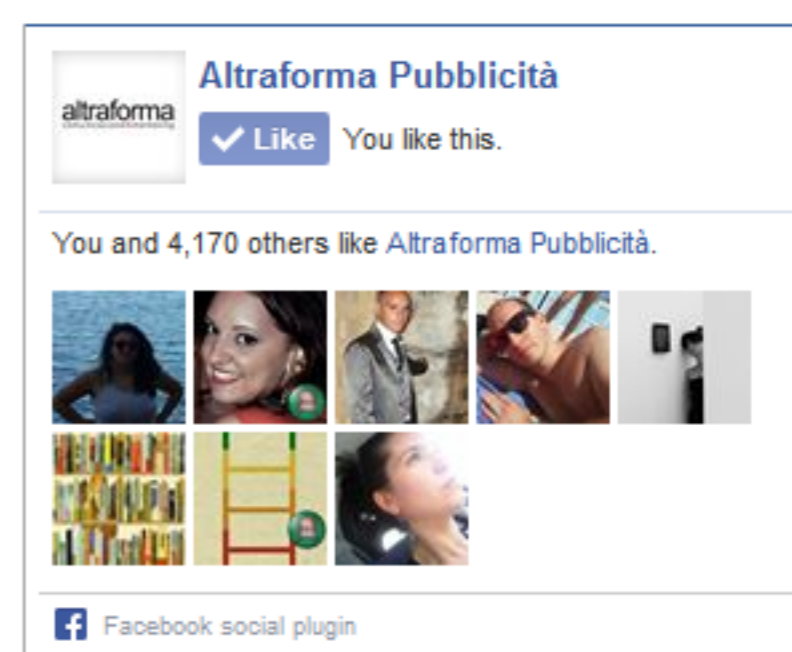 altraforma
Altraforma Pubblicità
Like You like this.
You and 4,170 others like Altraforma Pubblicità.
Facebook social plugin